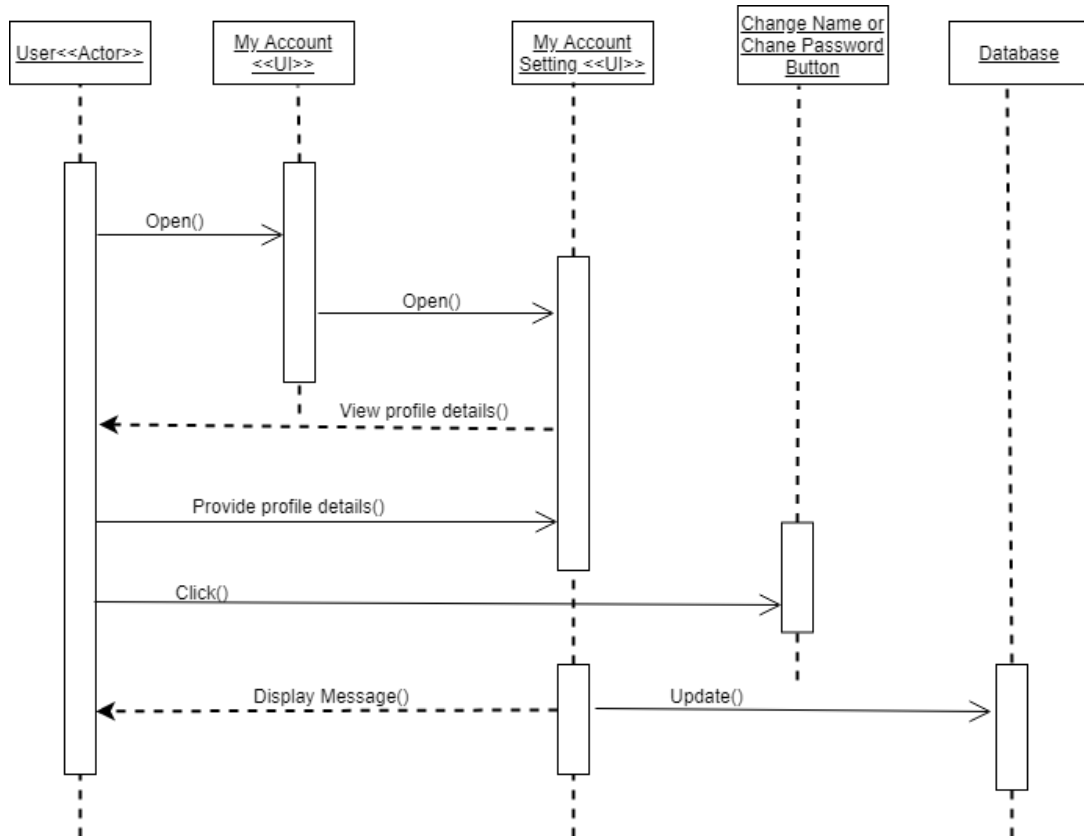 User<<Actor>>
My Account
<<UI>>
My Account
Setting <<UI>>
Change Name or
Chane Password
Button
Database
Open()
Open()
View profile details()
Provide profile details()
Click()
Display Message()
Update()